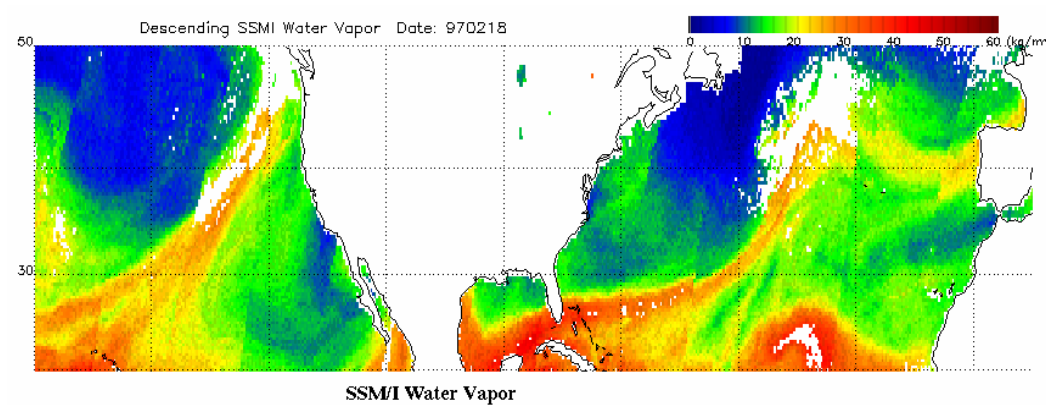 Descending SSMI Water Vapor Date: 970218
0 10 20 30 40 50 60 (kg/m
50
30
SSM/I Water Vapor